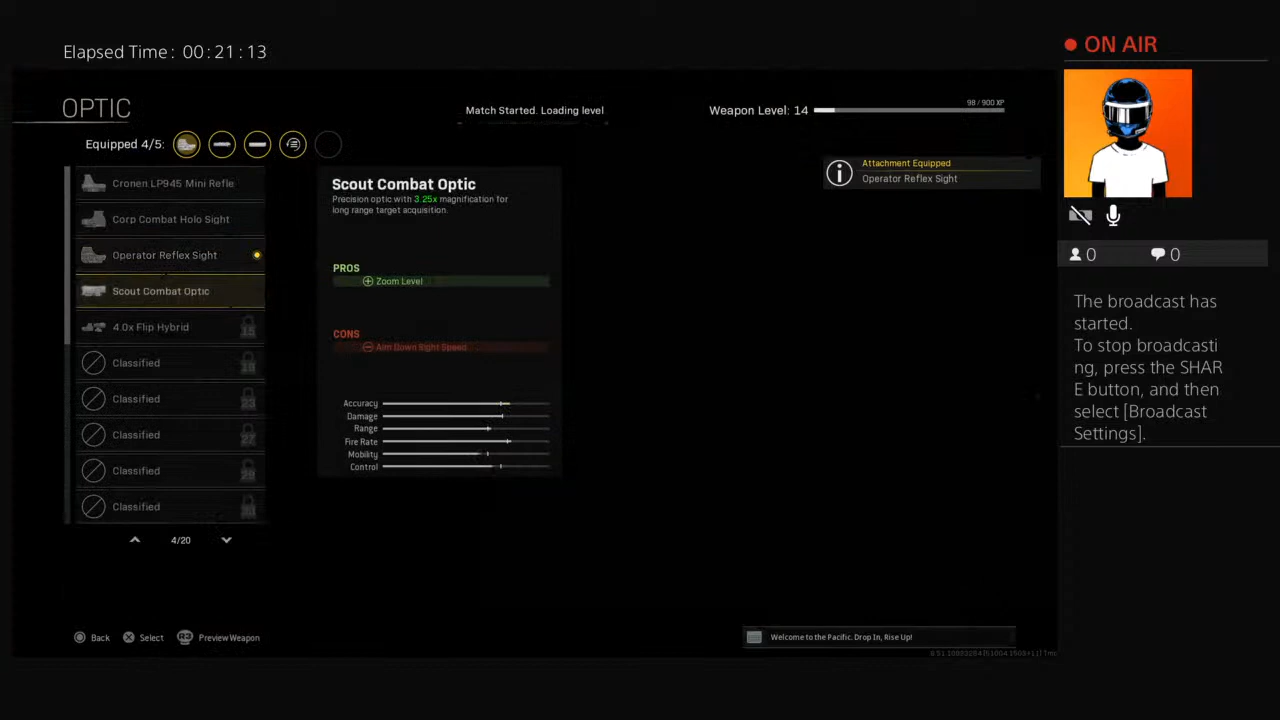 Elapsed Time: 00:21:13
ON AIR
OPTIC
Match Started. Loading level
Weapon Level: 14
98 / 900 XP
Equipped 4/5:
Attachment Equipped
Operator Reflex Sight
Cronen LP945 Mini Refle
Corp Combat Holo Sight
Operator Reflex Sight
Scout Combat Optic
4.0x Flip Hybrid
15
Classified
Classified
23
Classified
27
Classified
Classified
4/20
Scout Combat Optic
Precision optic with 3.25x magnification for
long range target acquisition.
PROS
Zoom Level
CONS
Aim Down Sight Speed
Accuracy
Damage
Range
Fire Rate
Mobility
Control
0
0
The broadcast has
started.
To stop broadcasti
ng, press the SHAR
E button, and then
select [Broadcast
Settings].
Back
Select
R3
Preview Weapon
Welcome to the Pacific. Drop In, Rise Up!